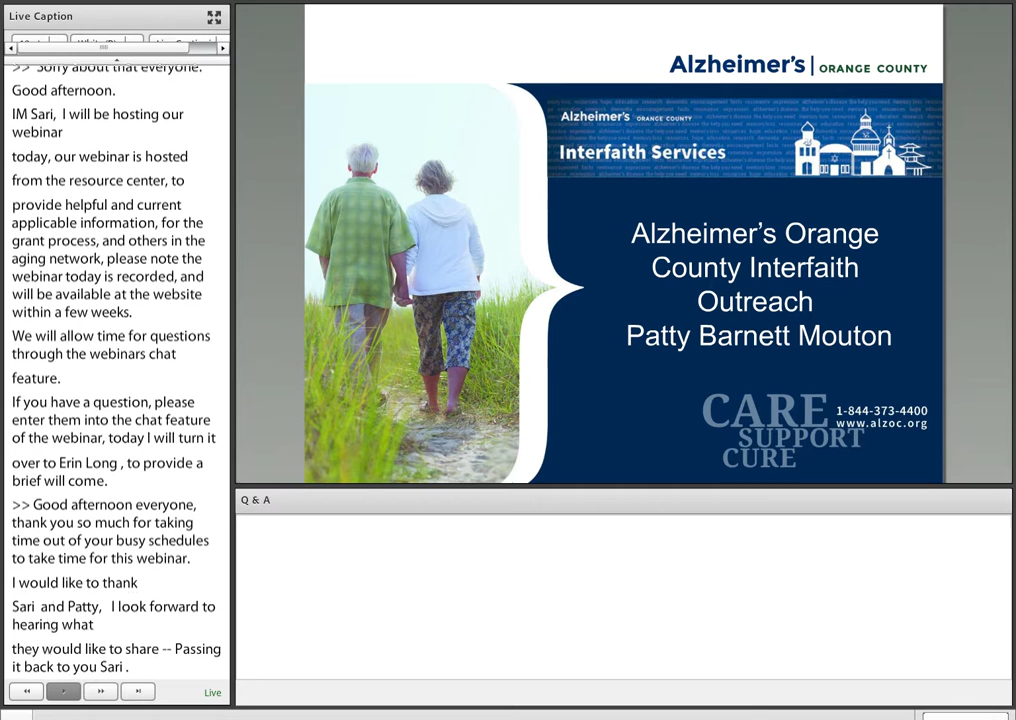 Live Caption
>> Sorry about that everyone.
Good afternoon.
IM Sari, I will be hosting our
webinar
today, our webinar is hosted
from the resource center, to
provide helpful and current
applicable information, for the
grant process, and others in the
aging network, please note the
webinar today is recorded, and
will be available at the website
within a few weeks.
We will allow time for questions
through the webinars chat
feature.
If you have a question, please
enter them into the chat feature
of the webinar, today I will turn it
over to Erin Long , to provide a
brief will come.
>> Good afternoon everyone,
thank you so much for taking
time out of your busy schedules
to take time for this webinar.
I would like to thank
Sari and Patty, I look forward to
hearing what
they would like to share -- Passing
it back to you Sari .
Live
Alzheimer's | ORANGE COUNTY
Alzheimer's ORANGE COUNTY
Interfaith Services
Alzheimer’s Orange
County Interfaith
Outreach
Patty Barnett Mouton
CARE
SUPPORT
CURE
1-844-373-4400
www.alzoc.org
Q & A